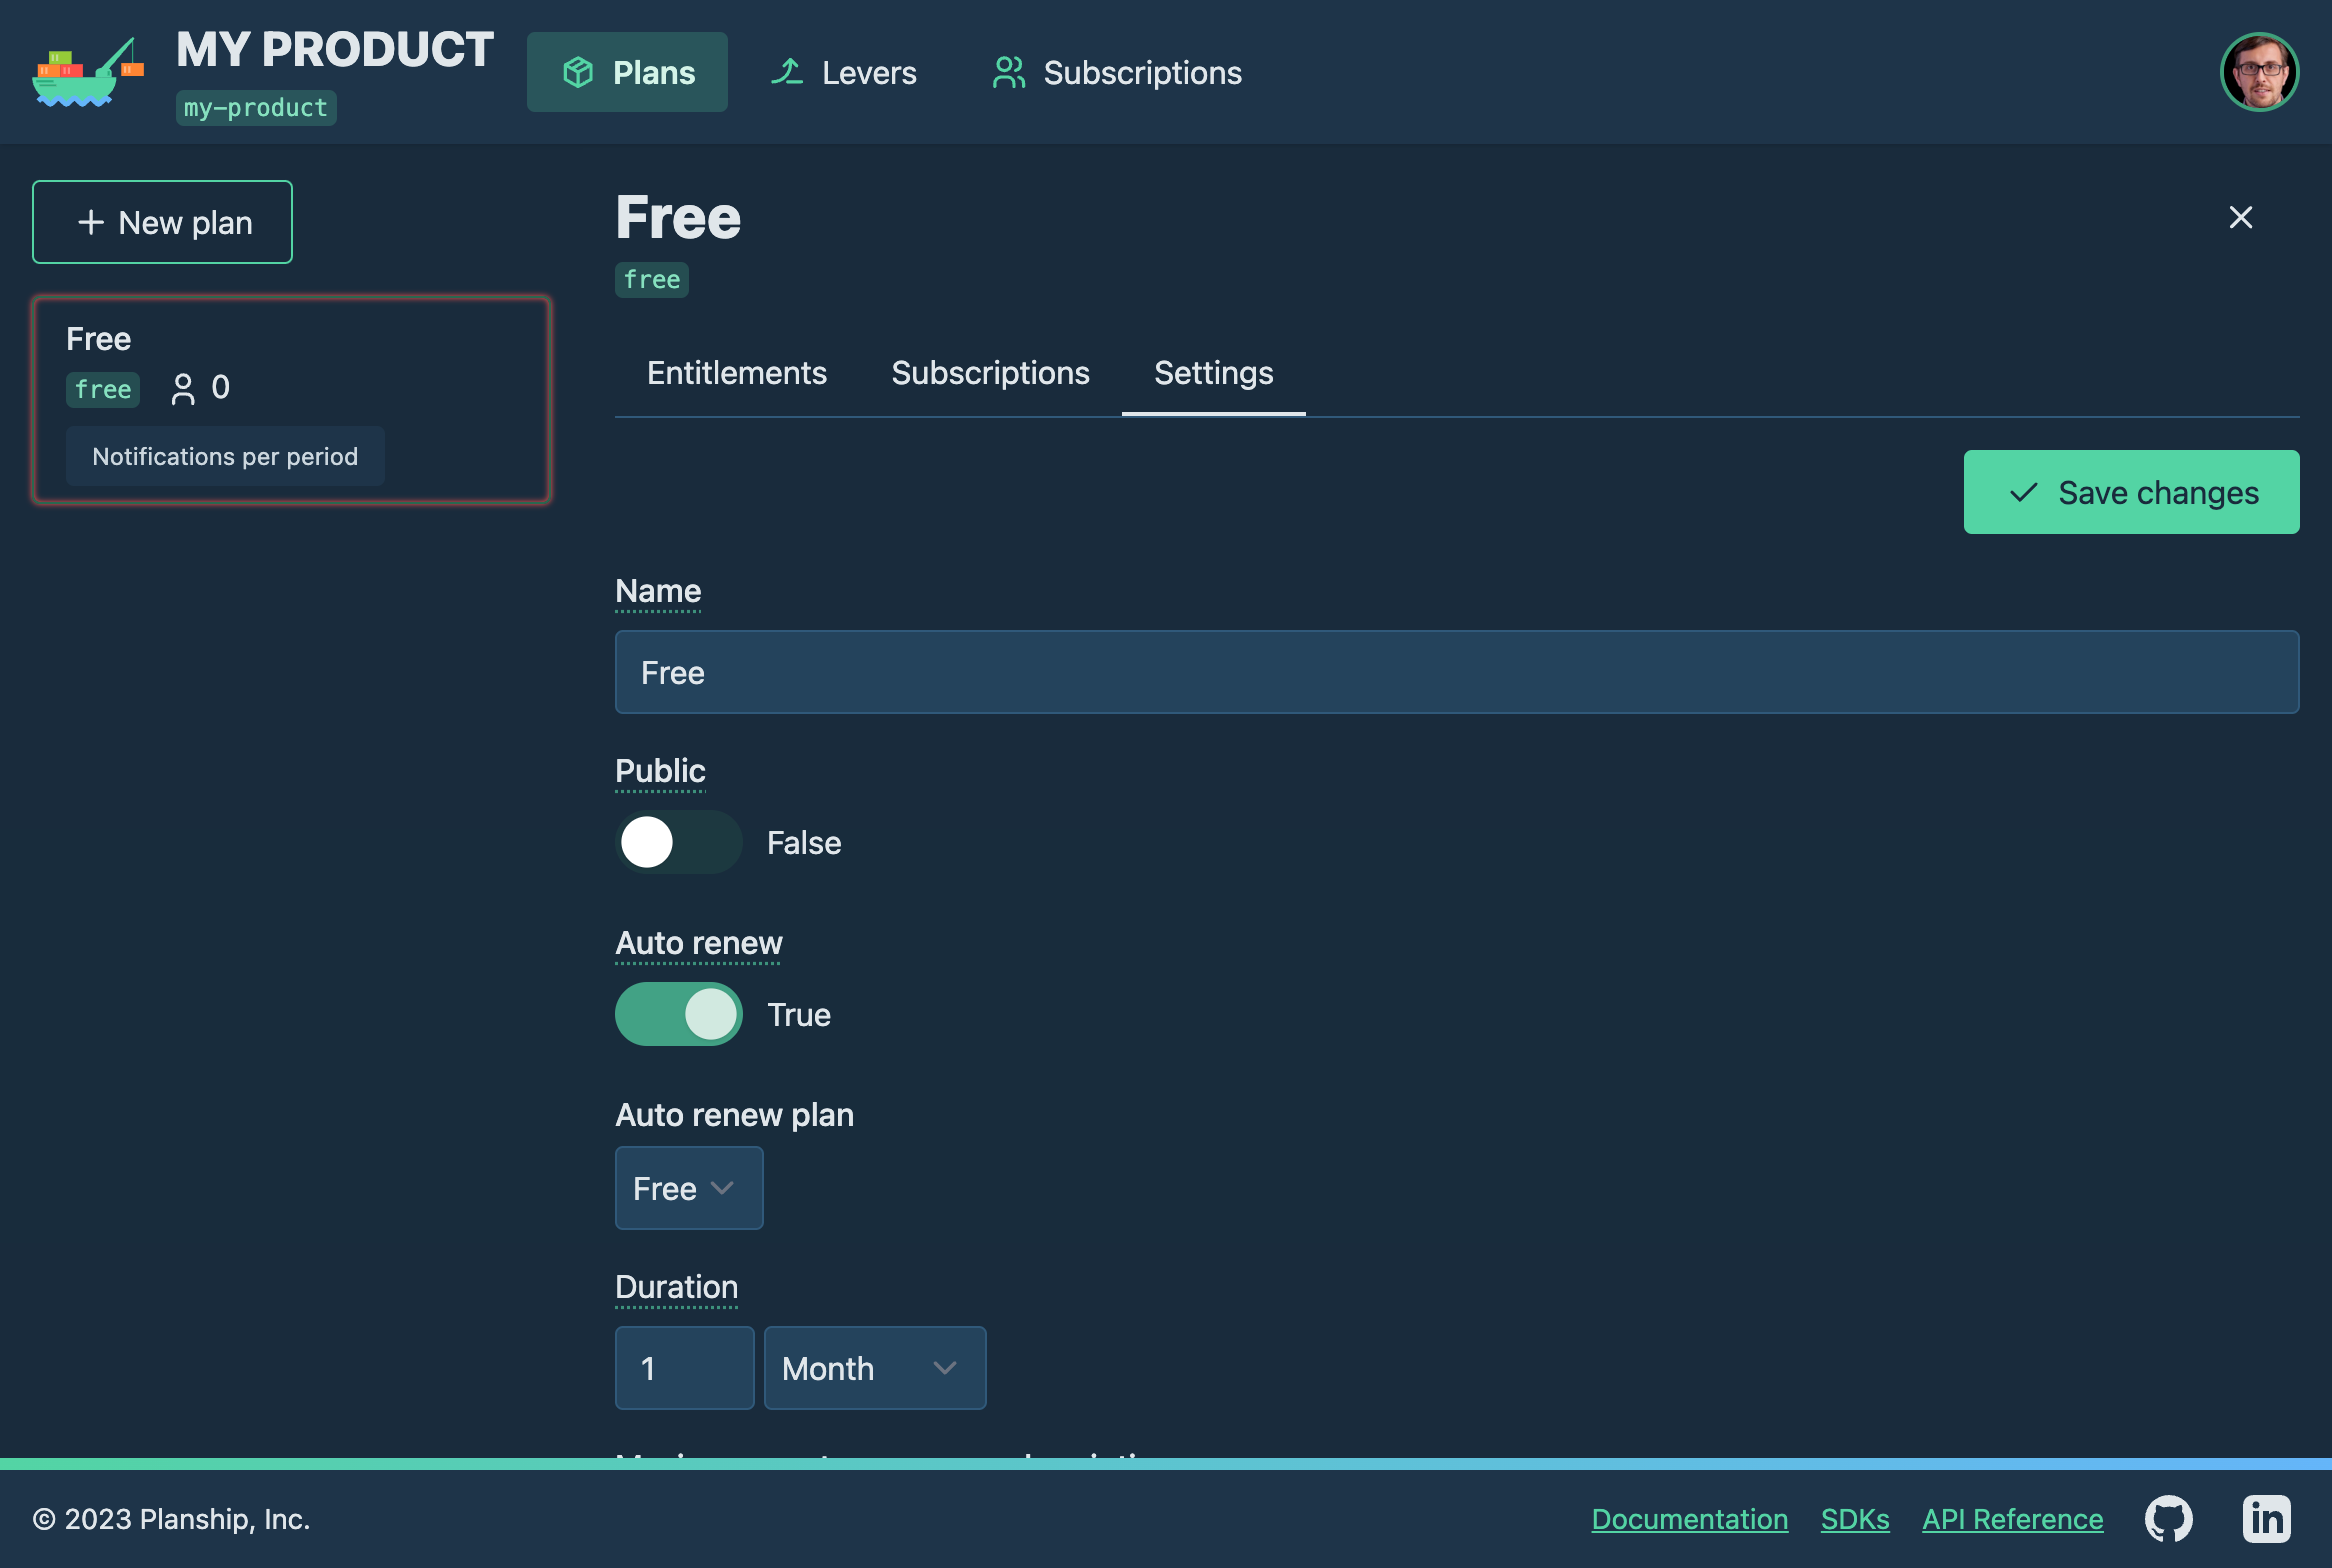 MY PRODUCT
my-product
Plans
Levers
Subscriptions
New plan
Free
free
0
Notifications per period
Free
free
Entitlements
Subscriptions
Settings
Save changes
Name
Free
Public
False
Auto renew
True
Auto renew plan
Free
Duration
1
Month
© 2023 Planship, Inc.
Documentation
SDKs
API Reference
in